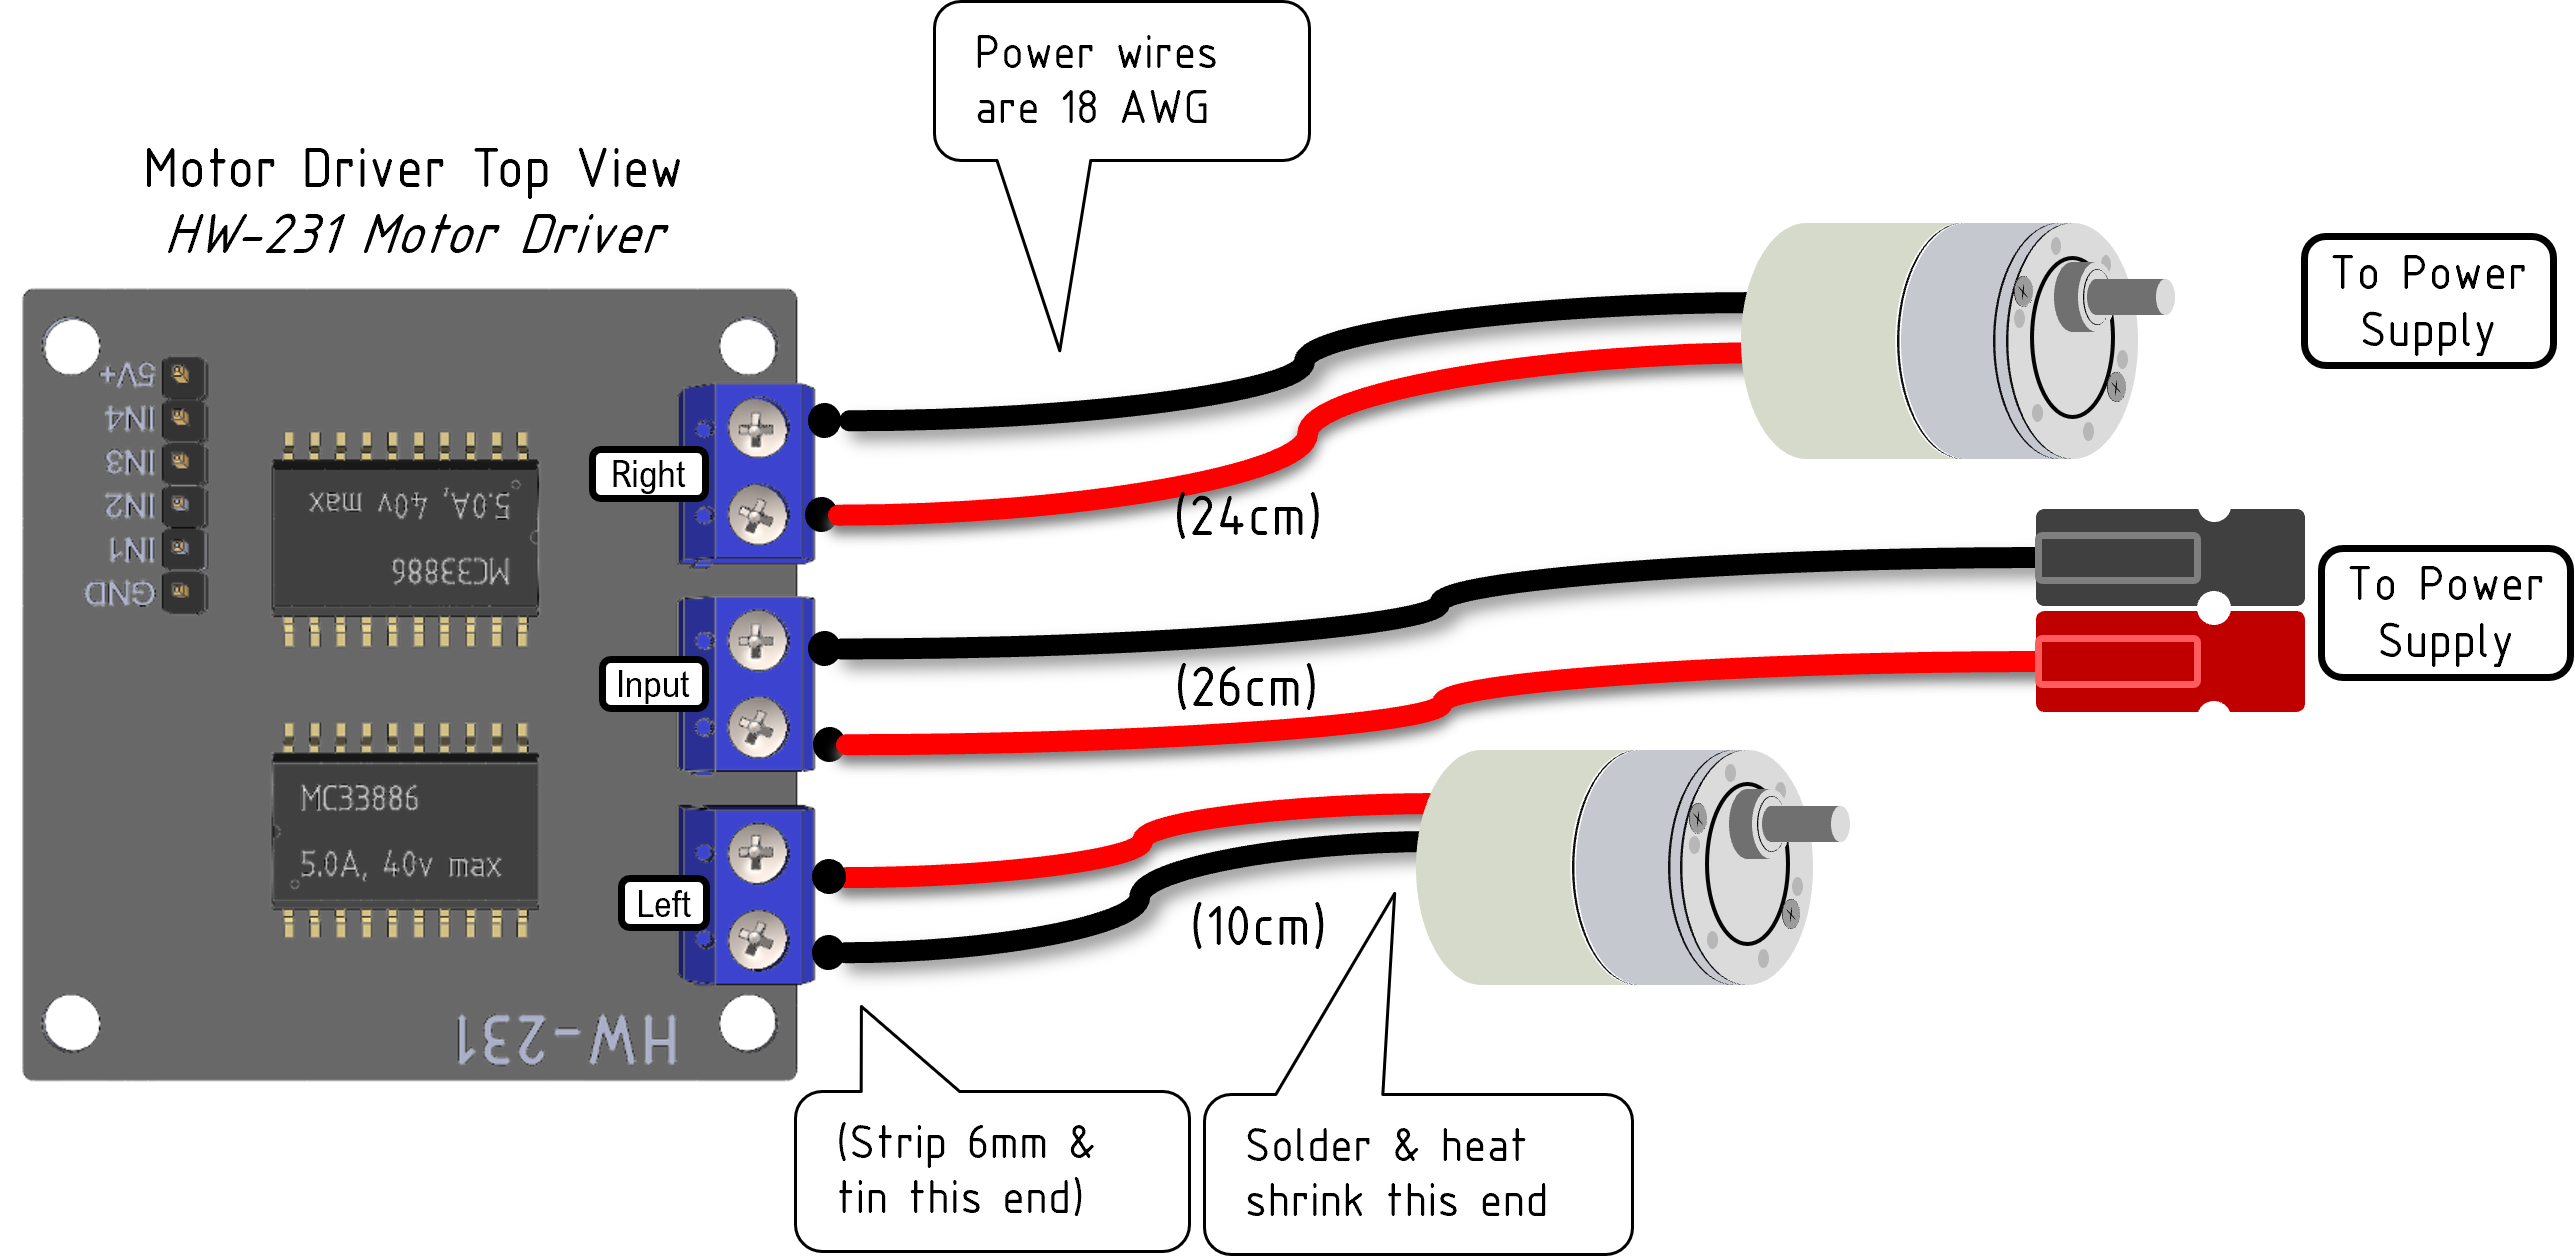 Power wires
are 18 AWG
Motor Driver Top View
HW-231 Motor Driver
To Power
Supply
5V+
IN4
IN3
IN2
IN1
GND
5.0A, 40v max
MC33886
Right
(24cm)
To Power
Supply
Input
(26cm)
MC33886
5.0A, 40v max
Left
(10cm)
HW-231
(Strip 6mm &
tin this end)
Solder & heat
shrink this end